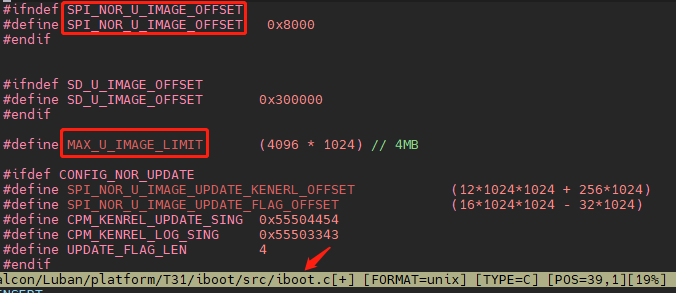 #ifndef SPI_NOR_U_IMAGE_OFFSET
#define SPI_NOR_U_IMAGE_OFFSET 0x8000
#endif
#ifndef SD_U_IMAGE_OFFSET
#define SD_U_IMAGE_OFFSET 0x300000
#endif
#define MAX_U_IMAGE_LIMIT (4096 * 1024) // 4MB
#ifdef CONFIG_NOR_UPDATE
#define SPI_NOR_U_IMAGE_UPDATE_KENERL_OFFSET (12*1024*1024 + 256*1024)
#define SPI_NOR_U_IMAGE_UPDATE_FLAG_OFFSET (16*1024*1024 - 32*1024)
#define CPM_KENREL_UPDATE_SING 0x55504454
#define CPM_KENREL_LOG_SING 0x55503343
#define UPDATE_FLAG_LEN 4
#endif
alcon/Luban/platform/T31/iboot/src/iboot.c[+] [FORMAT=unix] [TYPE=C] [POS=39,1][19%]
INSERT